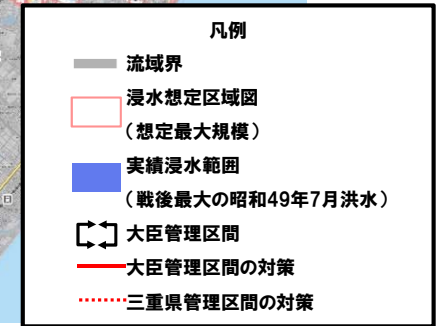 凡例
流域界
浸水想定区域図
（想定最大規模）
実績浸水範囲
（戦後最大の昭和49年7月洪水）
大臣管理区間
大臣管理区間の対策
三重県管理区間の対策